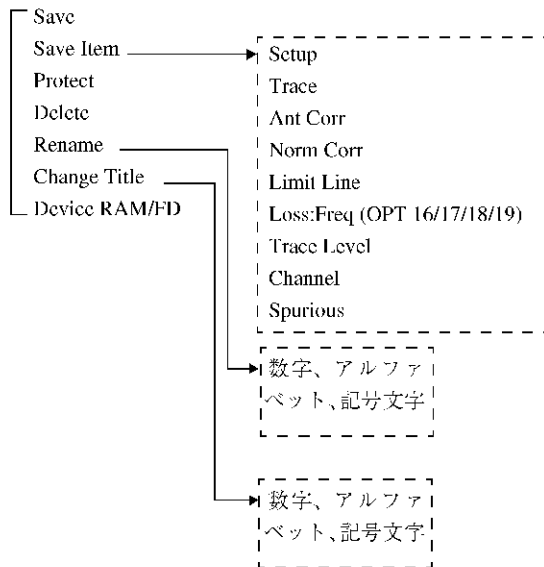 Save
Save Item
Protect
Delete
Rename
Change Title
Device RAM/FD
Setup
Trace
Ant Corr
Norm Corr
Limit Line
Loss:Freq (OPT 16/17/18/19)
Trace Level
Channel
Spurious
数字、アルファ
ベット、記号文字
数字、アルファ
ベット、記号文字